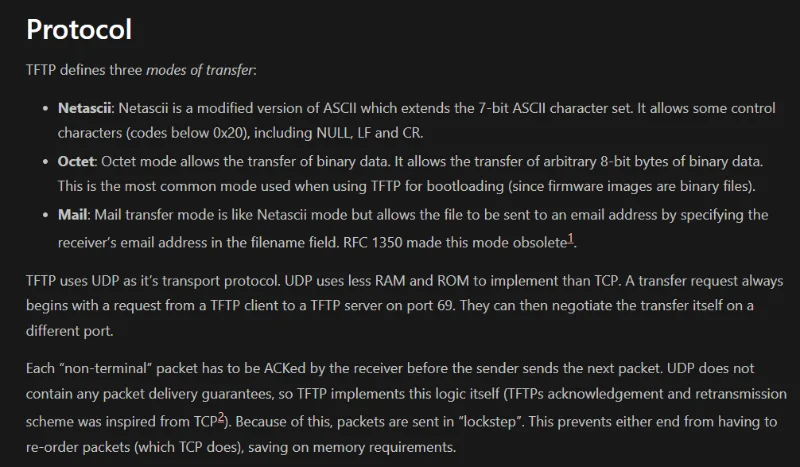 Protocol
TFTP defines three modes of transfer:
• Netascii: Netascii is a modified version of ASCII which extends the 7-bit ASCII character set. It allows some control
characters (codes below 0x20), including NULL, LF and CR.
• Octet: Octet mode allows the transfer of binary data. It allows the transfer of arbitrary 8-bit bytes of binary data.
This is the most common mode used when using TFTP for bootloading (since firmware images are binary files).
• Mail: Mail transfer mode is like Netascii mode but allows the file to be sent to an email address by specifying the
receiver's email address in the filename field. RFC 1350 made this mode obsolete1.
TFTP uses UDP as it's transport protocol. UDP uses less RAM and ROM to implement than TCP. A transfer request always
begins with a request from a TFTP client to a TFTP server on port 69. They can then negotiate the transfer itself on a
different port.
Each “non-terminal” packet has to be ACKed by the receiver before the sender sends the next packet. UDP does not
contain any packet delivery guarantees, so TFTP implements this logic itself (TFTPs acknowledgement and retransmission
scheme was inspired from TCP2). Because of this, packets are sent in “lockstep”. This prevents either end from having to
re-order packets (which TCP does), saving on memory requirements.